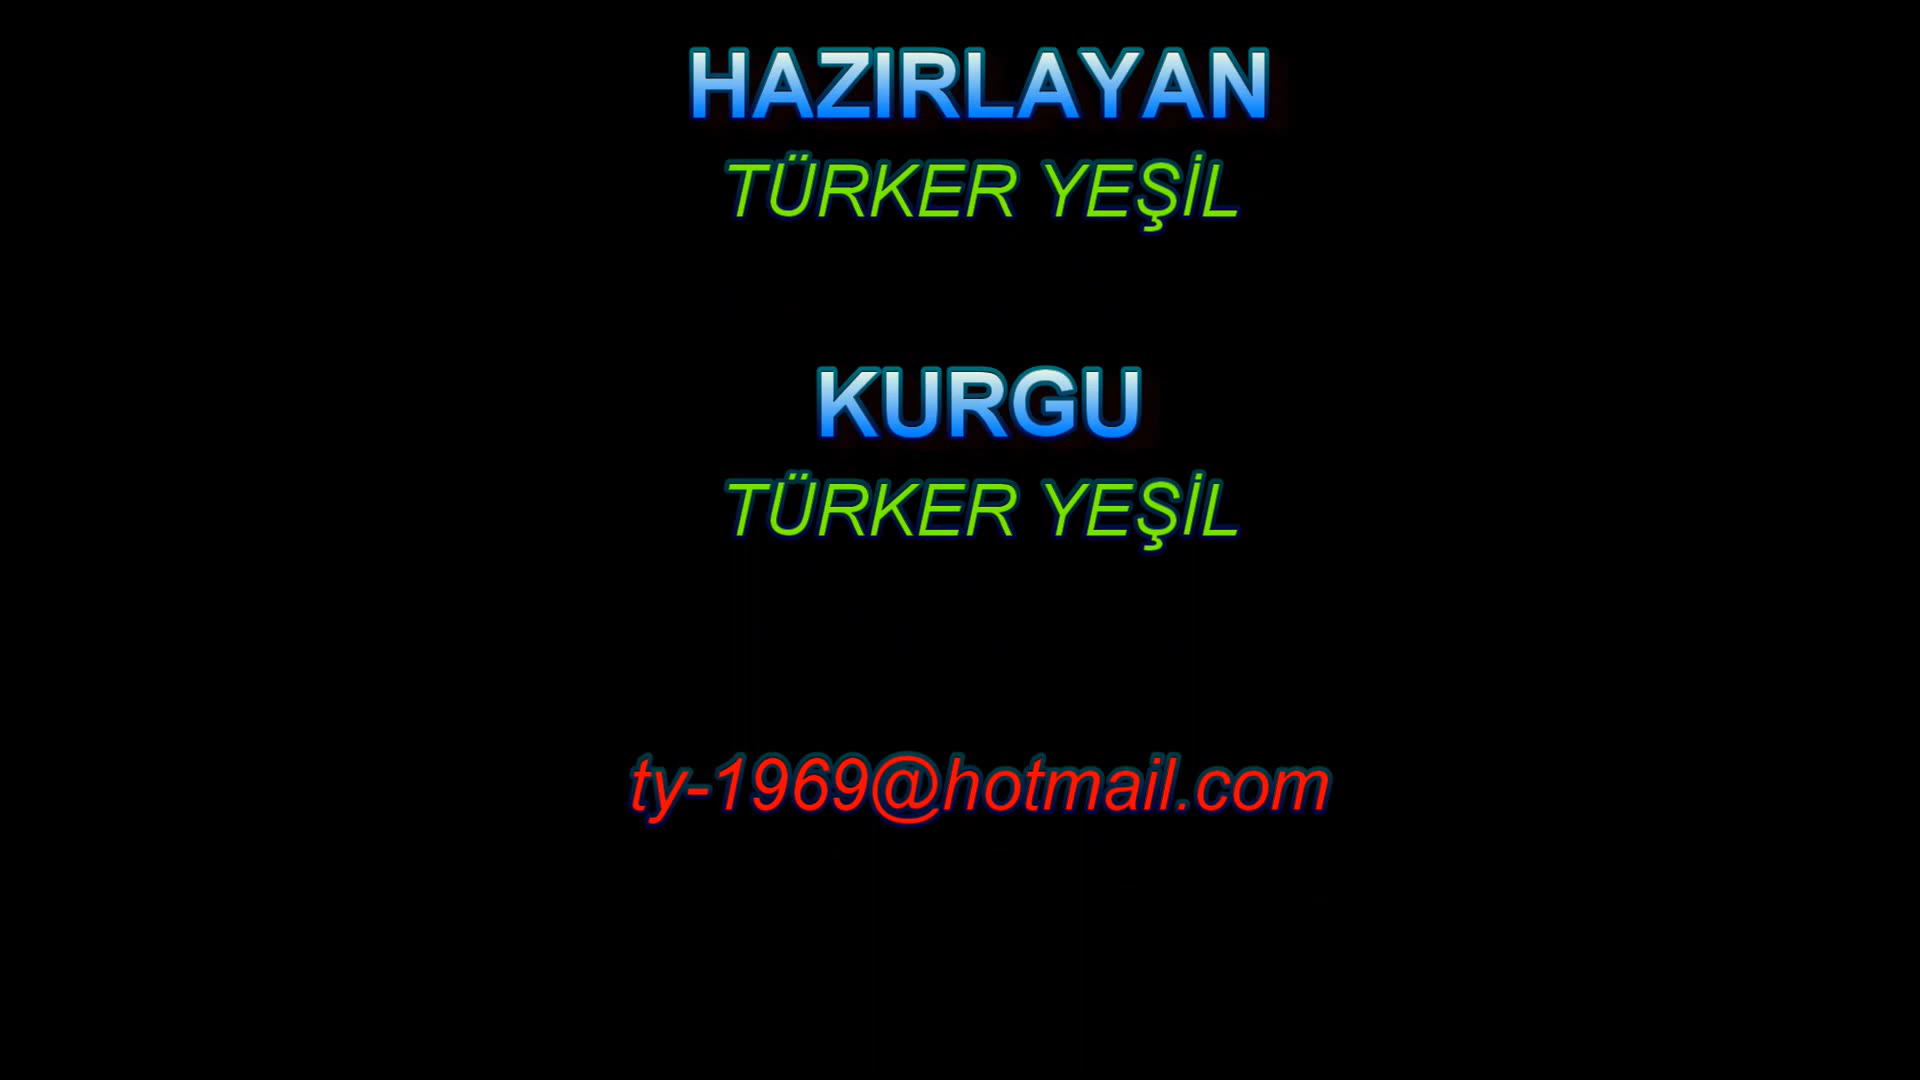 HAZIRLAYAN
TÜRKER YEŞİL
KURGU
TÜRKER YEŞİL
ty-1969@hotmail.com